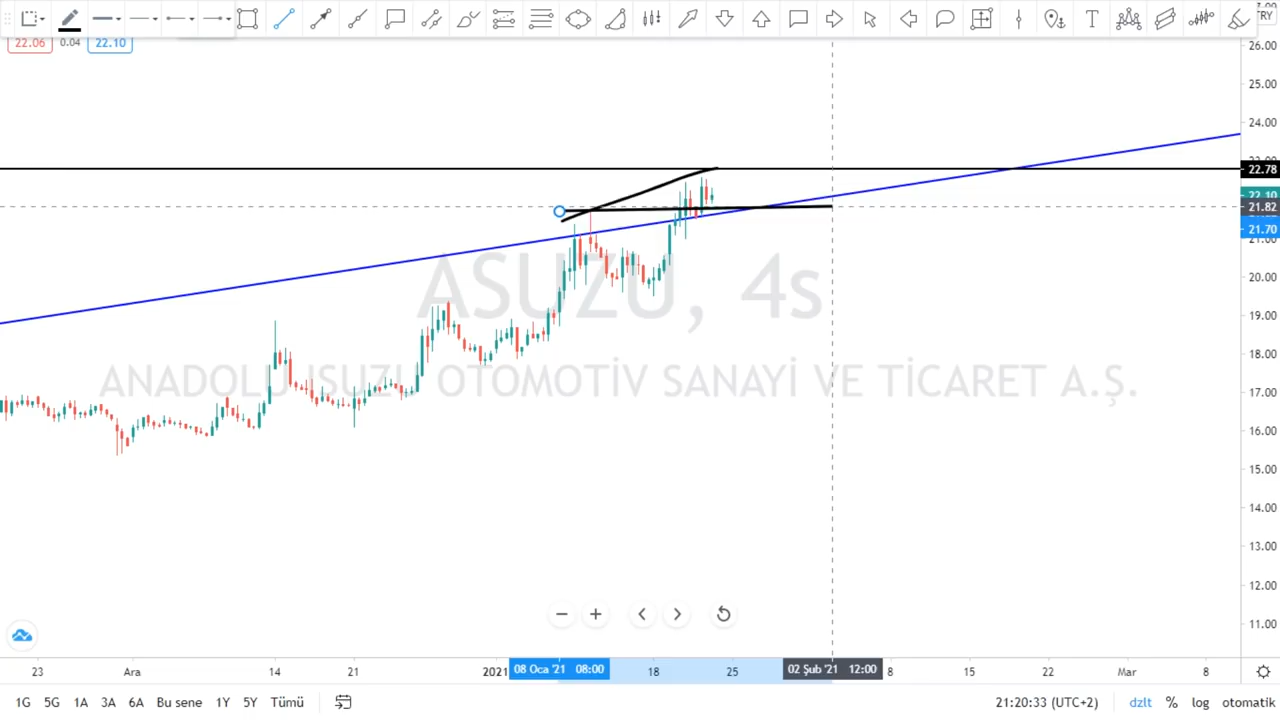 T
TRY
22.06 0.04 22.10
26.00
25.00
24.00
22.78
22.10
21.82
21.70
21.00
20.00
19.00
18.00
17.00
16.00
15.00
14.00
13.00
12.00
11.00
ASUZU, 4s
ANADOLU ISUZU OTOMOTİV SANAYİ VE TİCARET A.Ş.
23 Ara 14 21 2021 08 Oca '21 08:00 18 25 02 Şub '21 12:00 8 15 22 Mar 8
1G 5G 1A 3A 6A Bu sene 1Y 5Y Tümü 21:20:33 (UTC+2) dzlt % log otomatik